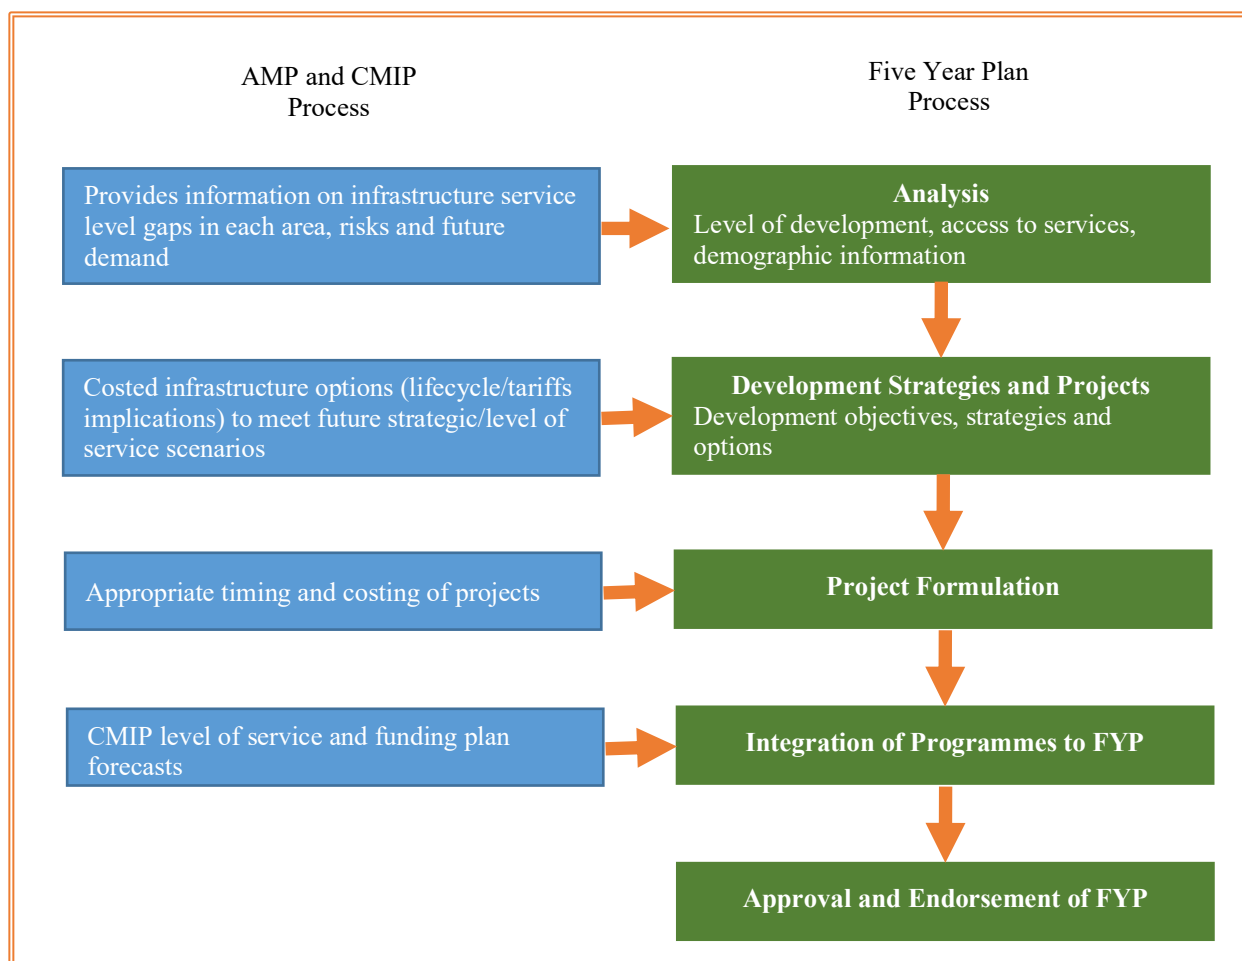 AMP and CMIP
Process
Five Year Plan
Process
Provides information on infrastructure service
level gaps in each area, risks and future
demand
Analysis
Level of development, access to services,
demographic information
Costed infrastructure options (lifecycle/tariffs
implications) to meet future strategic/level of
service scenarios
Development Strategies and Projects
Development objectives, strategies and
options
Appropriate timing and costing of projects
Project Formulation
CMIP level of service and funding plan
forecasts
Integration of Programmes to FYP
Approval and Endorsement of FYP